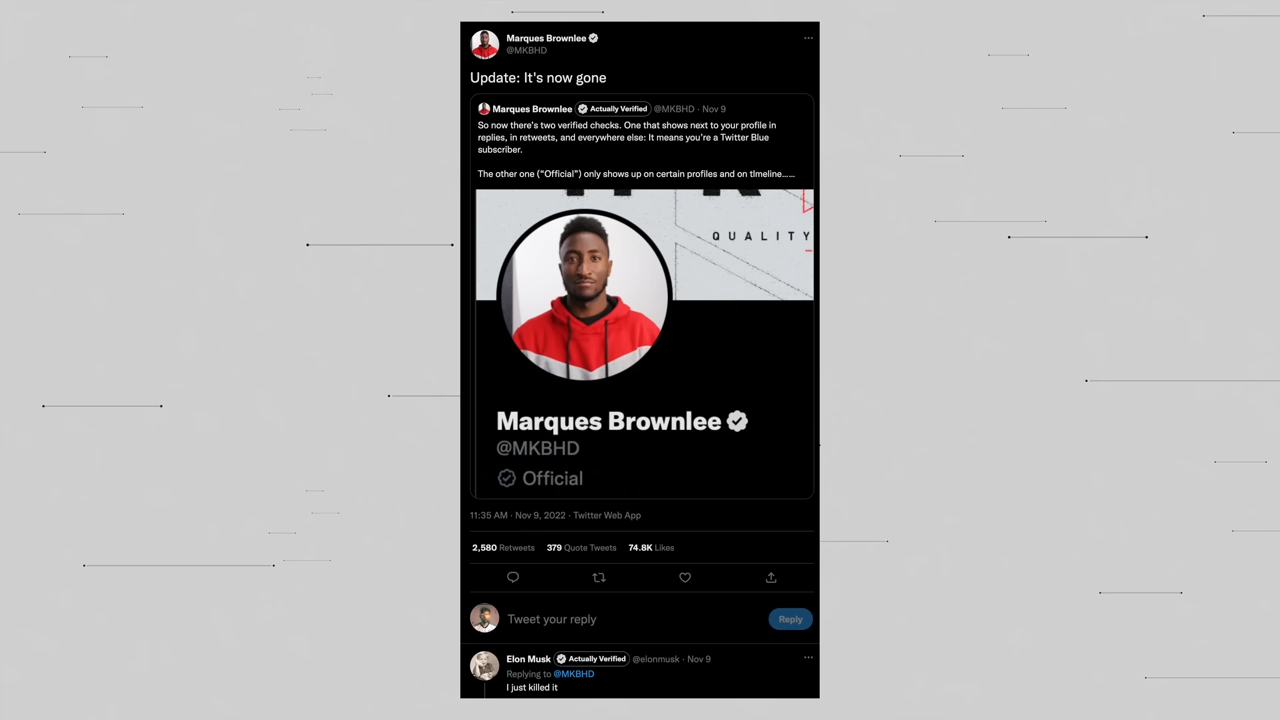 Marques Brownlee
@MKBHD
Update: It's now gone
Marques Brownlee Actually Verified @MKBHD · Nov 9
So now there's two verified checks. One that shows next to your profile in
replies, in retweets, and everywhere else: It means you're a Twitter Blue
subscriber.
The other one ("Official") only shows up on certain profiles and on tlmeline......
QUALITY
Marques Brownlee
@MKBHD
Official
11:35 AM · Nov 9, 2022 · Twitter Web App
2,580 Retweets 379 Quote Tweets 74.8K Likes
Tweet your reply
Reply
Elon Musk Actually Verified @elonmusk · Nov 9
Replying to @MKBHD
I just killed it